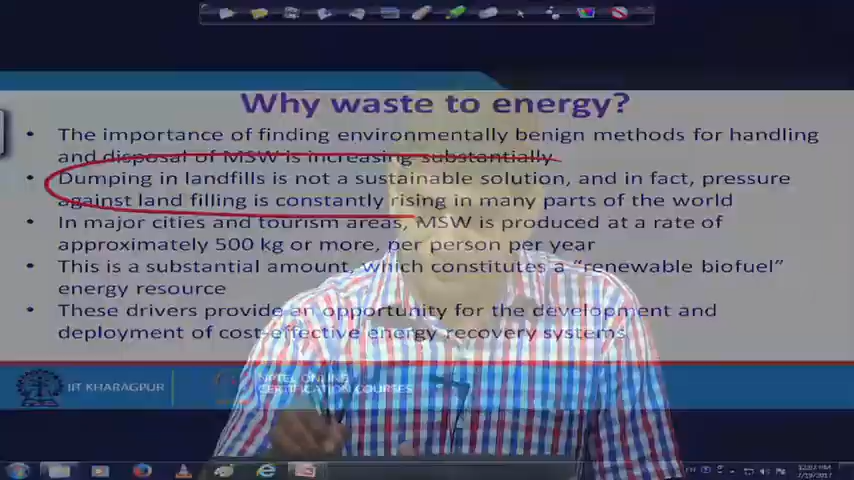 Why waste to energy?
• The importance of finding environmentally benign methods for handling
and disposal of MSW is increasing substantially
• Dumping in landfills is not a sustainable solution, and in fact, pressure
against land filling is constantly rising in many parts of the world
• In major cities and tourism areas, MSW is produced at a rate of
approximately 500 kg or more, per person per year
• This is a substantial amount, which constitutes a “renewable biofuel”
energy resource
• These drivers provide an opportunity for the development and
deployment of cost-effective energy recovery systems
IIT KHARAGPUR
NPTEL ONLINE
CERTIFICATION COURSES
7/19/2017